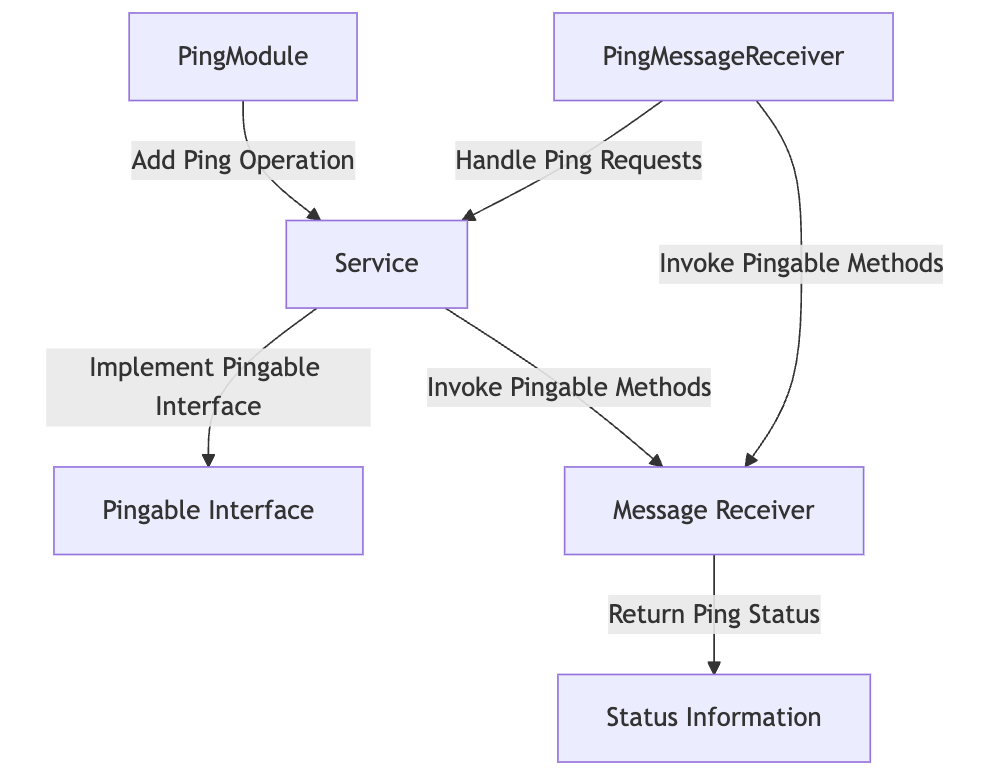 PingModule
PingMessageReceiver
Add Ping Operation
Handle Ping Requests
Service
Invoke Pingable Methods
Implement Pingable
Interface
Invoke Pingable Methods
Pingable Interface
Message Receiver
Return Ping Status
Status Information